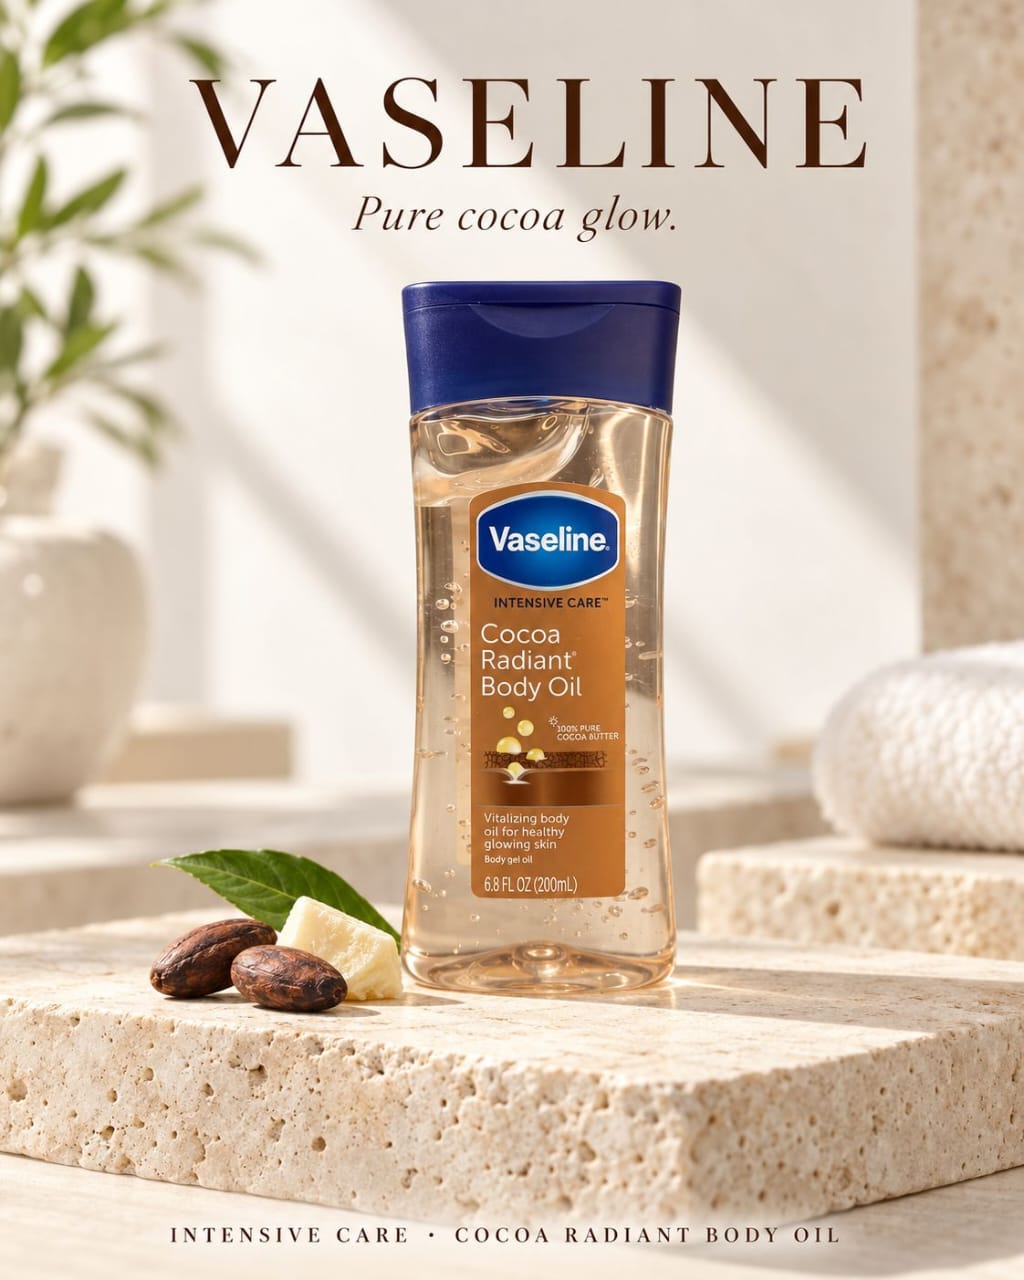 VASELINE
Pure cocoa glow.
Vaseline®
INTENSIVE CARE™
Cocoa
Radiant®
Body Oil
100% PURE
COCOA BUTTER
Vitalizing body
oil for healthy
glowing skin
Body gel oil
6.8 FL OZ (200mL)
INTENSIVE CARE · COCOA RADIANT BODY OIL